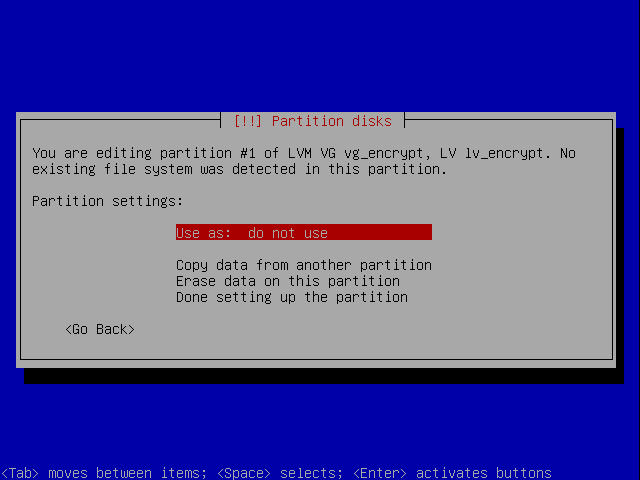 [!!] Partition disks
You are editing partition #1 of LVM VG vg_encrypt, LV lv_encrypt. No
existing file system was detected in this partition.
Partition settings:
Use as: do not use
Copy data from another partition
Erase data on this partition
Done setting up the partition
<Go Back>
<Tab> moves between items; <Space> selects; <Enter> activates buttons